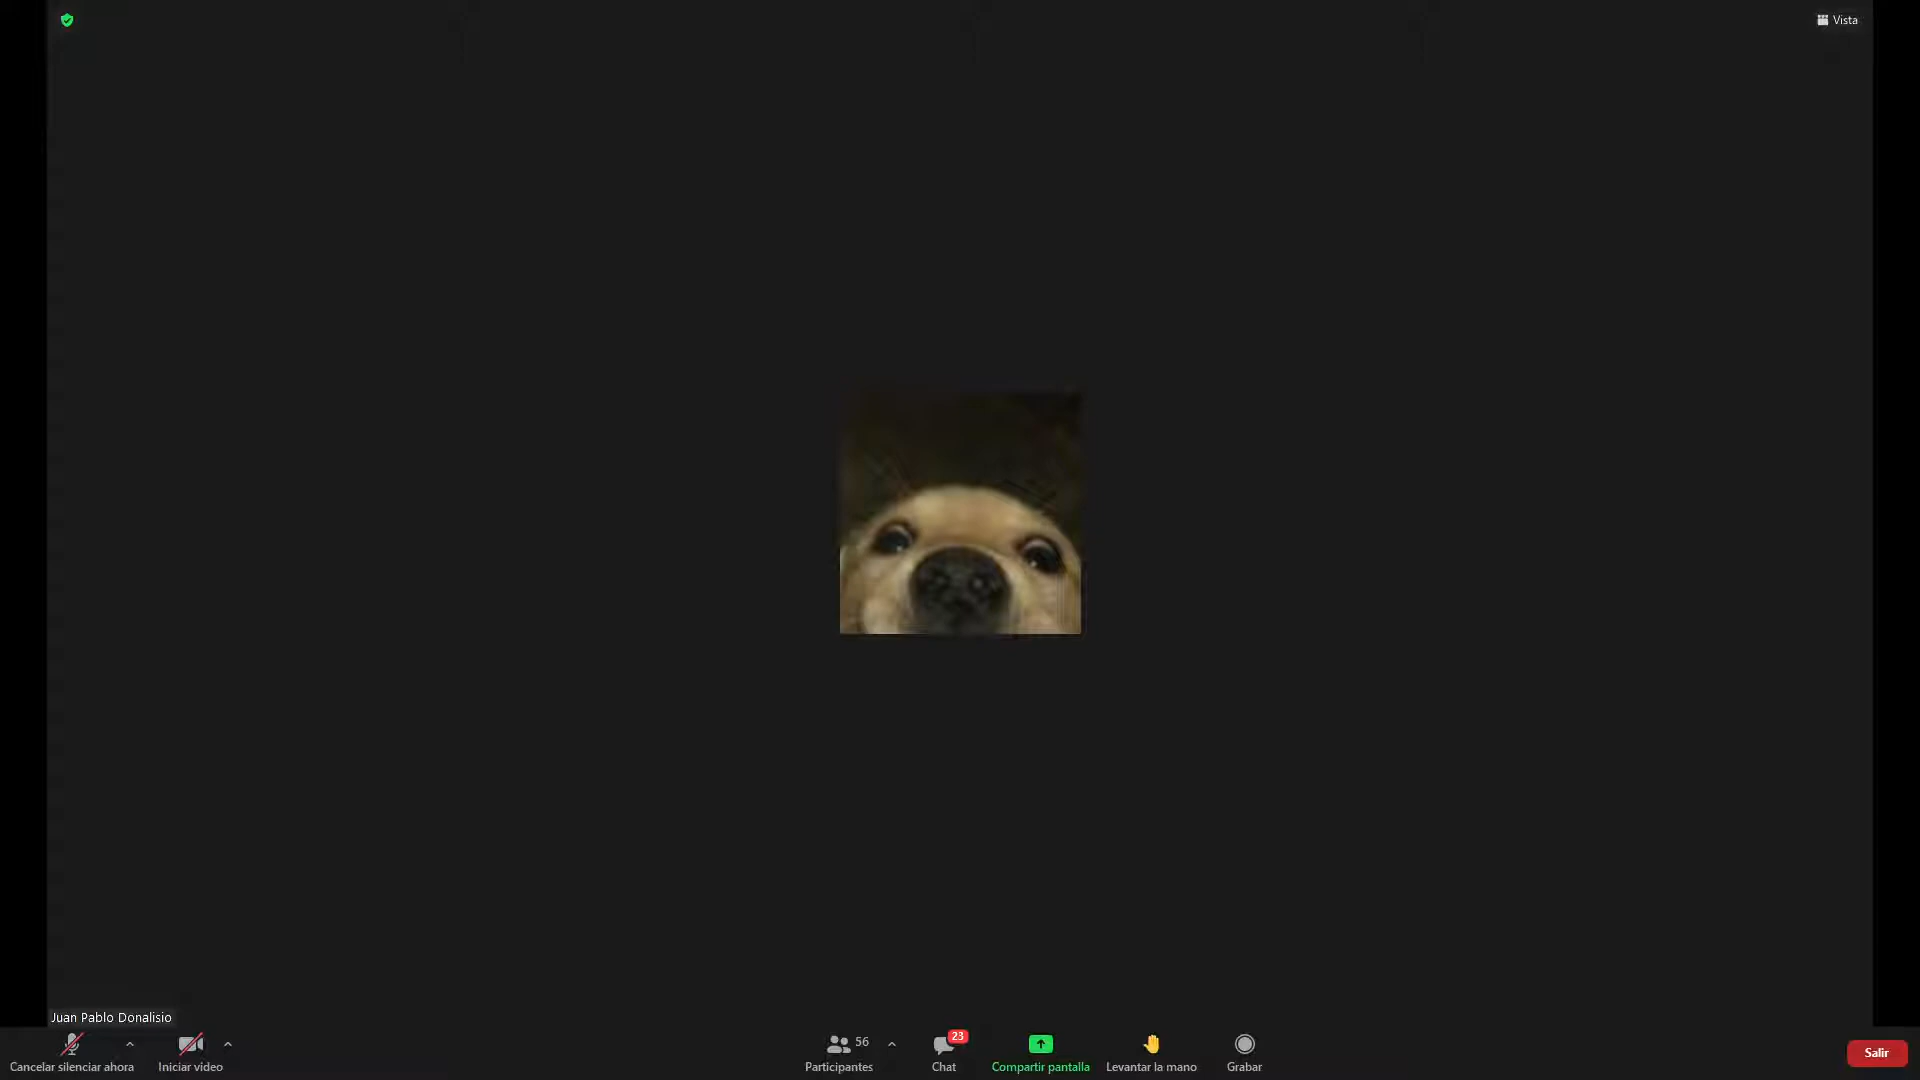 Vista
Juan Pablo Donalisio
56
23
Cancelar silenciar ahora
Iniciar video
Participantes
Chat
Compartir pantalla
Levantar la mano
Grabar
Salir